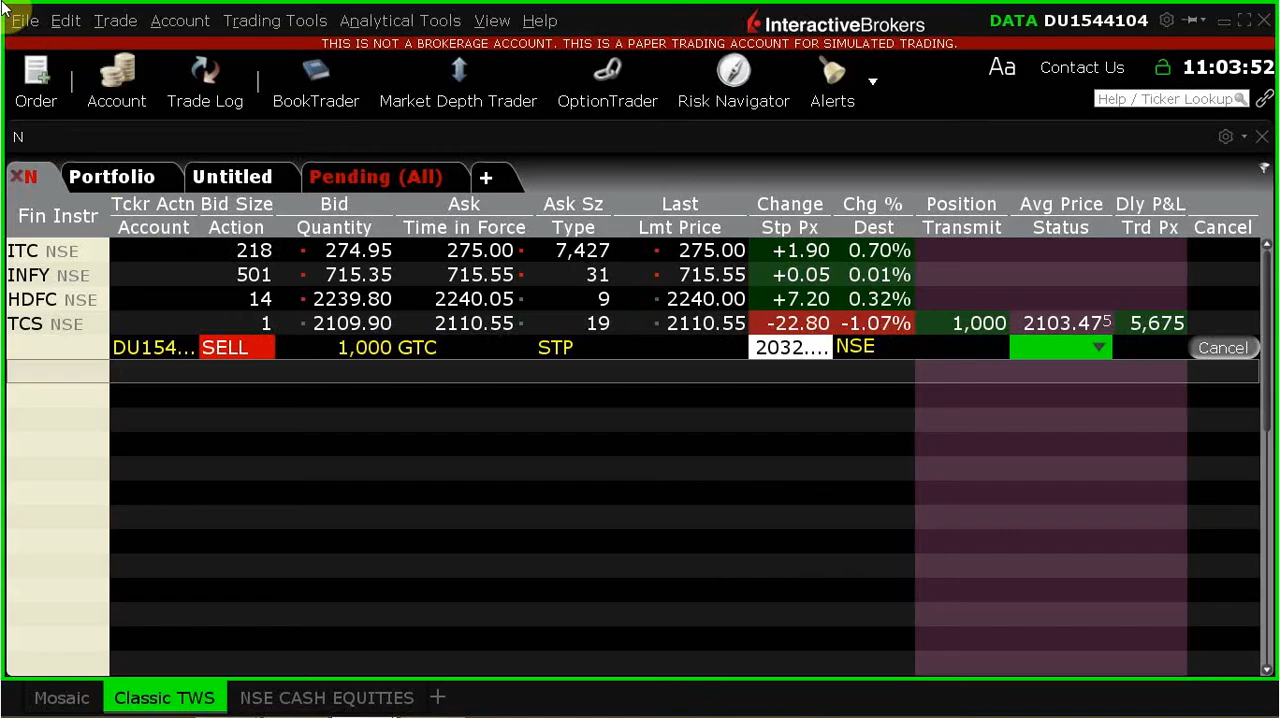 File Edit Trade Account Trading Tools Analytical Tools View Help InteractiveBrokers DATA DU1544104
THIS IS NOT A BROKERAGE ACCOUNT. THIS IS A PAPER TRADING ACCOUNT FOR SIMULATED TRADING.
Order Account Trade Log BookTrader Market Depth Trader OptionTrader Risk Navigator Alerts Aa Contact Us 11:03:52
Help / Ticker Lookup
N
N Portfolio Untitled Pending (All) +
Fin Instr Tckr Actn Bid Size Bid Ask Ask Sz Last Change Chg % Position Avg Price Dly P&L
Account Action Quantity Time in Force Type Lmt Price Stp Px Dest Transmit Status Trd Px Cancel
ITC NSE 218 274.95 275.00 7,427 275.00 +1.90 0.70%
INFY NSE 501 715.35 715.55 31 715.55 +0.05 0.01%
HDFC NSE 14 2239.80 2240.05 9 2240.00 +7.20 0.32%
TCS NSE 1 2109.90 2110.55 19 2110.55 -22.80 -1.07% 1,000 2103.475 5,675
DU154... SELL 1,000 GTC STP 2032.... NSE Cancel
Mosaic Classic TWS NSE CASH EQUITIES +